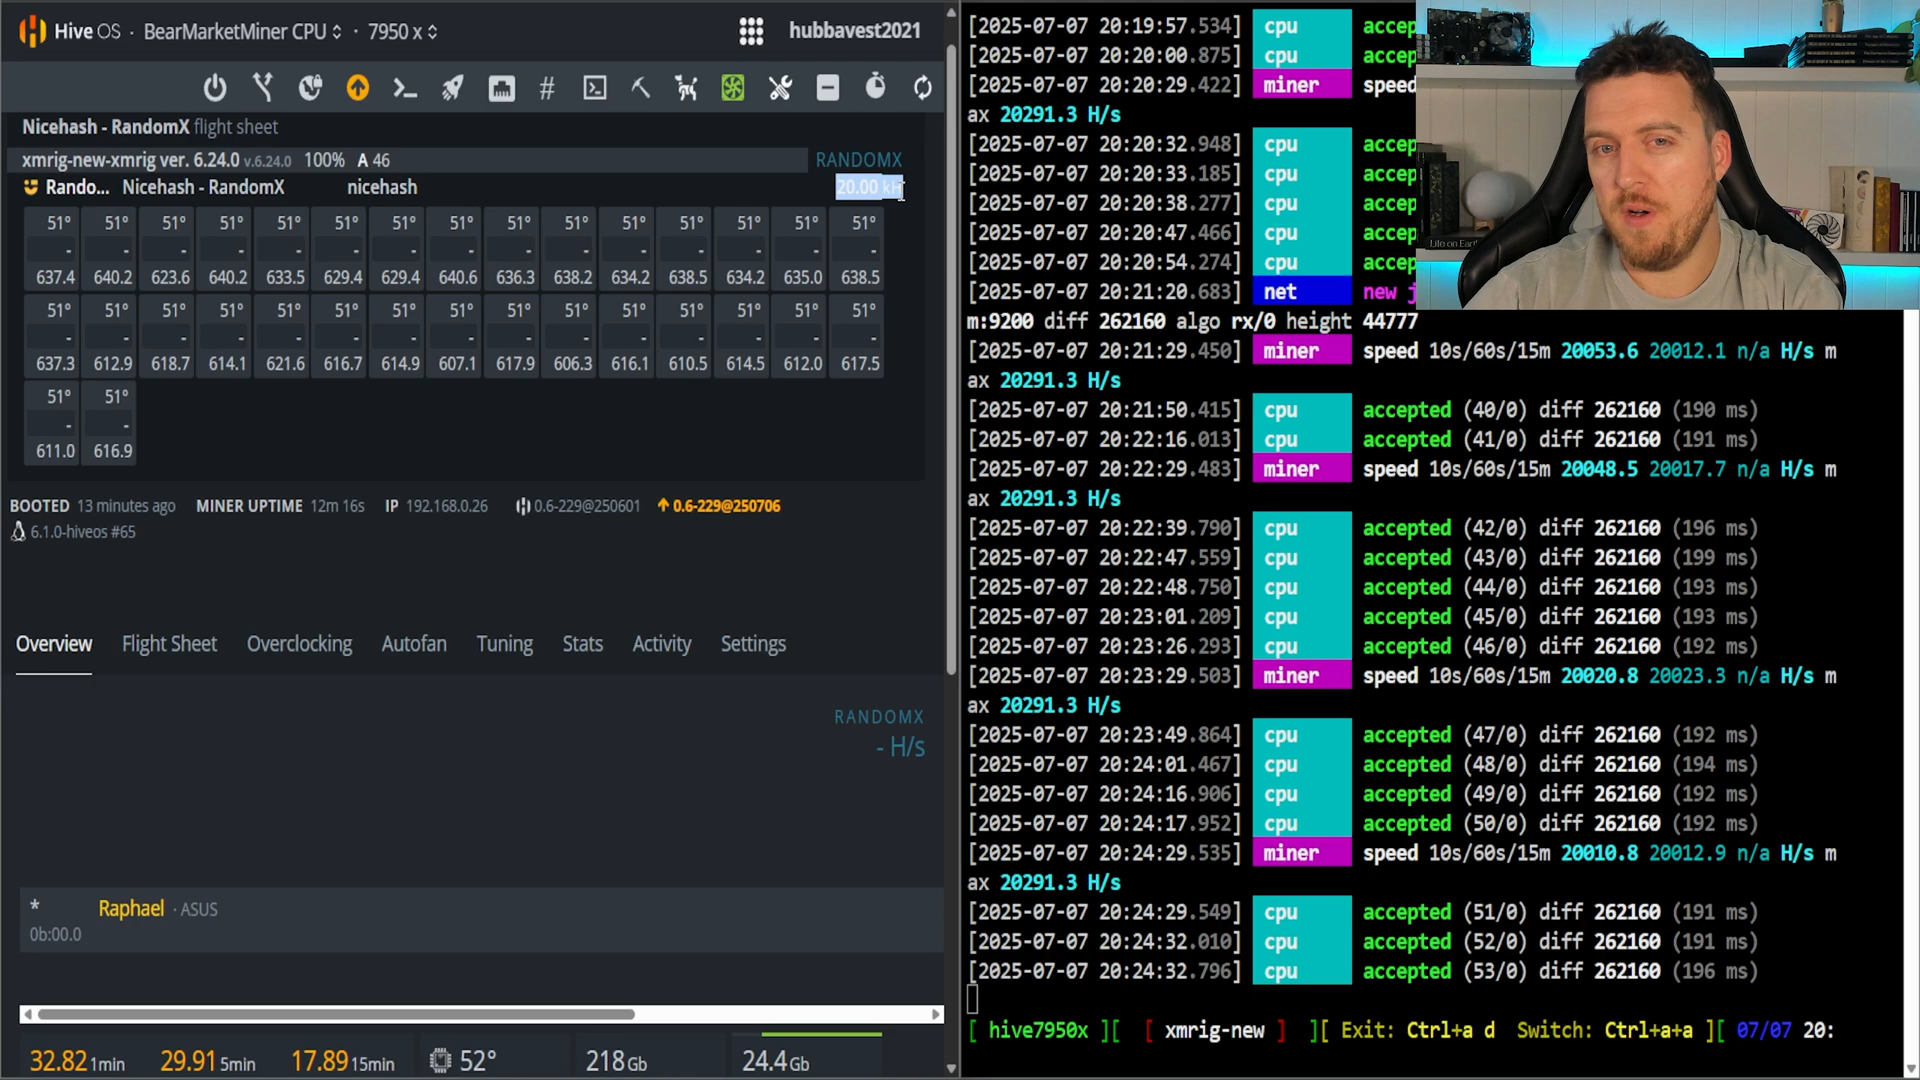 Hive OS · BearMarketMiner CPU · 7950 x
hubbavest2021
Nicehash - RandomX flight sheet
xmrig-new-xmrig ver. 6.24.0 v.6.24.0 100% A 46 RANDOMX
Rando... Nicehash - RandomX nicehash 20.00 kH
51° 51° 51° 51° 51° 51° 51° 51° 51° 51° 51° 51° 51° 51° 51°
- - - - - - - - - - - - - - -
637.4 640.2 623.6 640.2 633.5 629.4 629.4 640.6 636.3 638.2 634.2 638.5 634.2 635.0 638.5
51° 51° 51° 51° 51° 51° 51° 51° 51° 51° 51° 51° 51° 51° 51°
- - - - - - - - - - - - - - -
637.3 612.9 618.7 614.1 621.6 616.7 614.9 607.1 617.9 606.3 616.1 610.5 614.5 612.0 617.5
51° 51°
- -
611.0 616.9
BOOTED 13 minutes ago MINER UPTIME 12m 16s IP 192.168.0.26 0.6-229@250601 0.6-229@250706
6.1.0-hiveos #65
Overview Flight Sheet Overclocking Autofan Tuning Stats Activity Settings
RANDOMX
- H/s
* Raphael · ASUS
0b:00.0
32.82 1min 29.91 5min 17.89 15min 52° 218 Gb 24.4 Gb
[2025-07-07 20:19:57.534] cpu accep
[2025-07-07 20:20:00.875] cpu accep
[2025-07-07 20:20:29.422] miner speed
ax 20291.3 H/s
[2025-07-07 20:20:32.948] cpu accep
[2025-07-07 20:20:33.185] cpu accep
[2025-07-07 20:20:38.277] cpu accep
[2025-07-07 20:20:47.466] cpu accep
[2025-07-07 20:20:54.274] cpu accep
[2025-07-07 20:21:20.683] net new j
m:9200 diff 262160 algo rx/0 height 44777
[2025-07-07 20:21:29.450] miner speed 10s/60s/15m 20053.6 20012.1 n/a H/s m
ax 20291.3 H/s
[2025-07-07 20:21:50.415] cpu accepted (40/0) diff 262160 (190 ms)
[2025-07-07 20:22:16.013] cpu accepted (41/0) diff 262160 (191 ms)
[2025-07-07 20:22:29.483] miner speed 10s/60s/15m 20048.5 20017.7 n/a H/s m
ax 20291.3 H/s
[2025-07-07 20:22:39.790] cpu accepted (42/0) diff 262160 (196 ms)
[2025-07-07 20:22:47.559] cpu accepted (43/0) diff 262160 (199 ms)
[2025-07-07 20:22:48.750] cpu accepted (44/0) diff 262160 (193 ms)
[2025-07-07 20:23:01.209] cpu accepted (45/0) diff 262160 (193 ms)
[2025-07-07 20:23:26.293] cpu accepted (46/0) diff 262160 (192 ms)
[2025-07-07 20:23:29.503] miner speed 10s/60s/15m 20020.8 20023.3 n/a H/s m
ax 20291.3 H/s
[2025-07-07 20:23:49.864] cpu accepted (47/0) diff 262160 (192 ms)
[2025-07-07 20:24:01.467] cpu accepted (48/0) diff 262160 (194 ms)
[2025-07-07 20:24:16.906] cpu accepted (49/0) diff 262160 (192 ms)
[2025-07-07 20:24:17.952] cpu accepted (50/0) diff 262160 (192 ms)
[2025-07-07 20:24:29.535] miner speed 10s/60s/15m 20010.8 20012.9 n/a H/s m
ax 20291.3 H/s
[2025-07-07 20:24:29.549] cpu accepted (51/0) diff 262160 (191 ms)
[2025-07-07 20:24:32.010] cpu accepted (52/0) diff 262160 (191 ms)
[2025-07-07 20:24:32.796] cpu accepted (53/0) diff 262160 (196 ms)
[ hive7950x ][ [ xmrig-new ] ][ Exit: Ctrl+a d Switch: Ctrl+a+a ][ 07/07 20:
Life on Eart